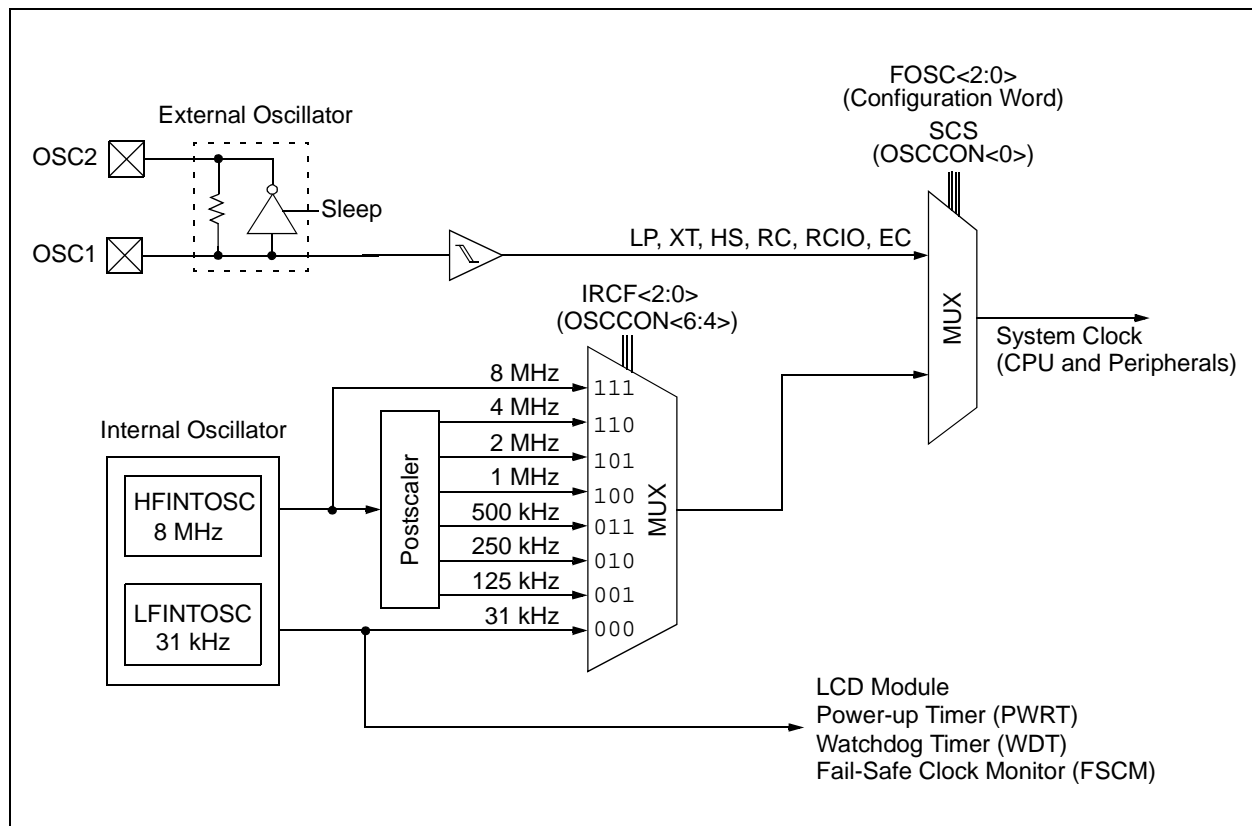 FOSC<2:0>
(Configuration Word)
SCS
(OSCCON<0>)
External Oscillator
OSC2
Sleep
OSC1
LP, XT, HS, RC, RCIO, EC
MUX
System Clock
(CPU and Peripherals)
IRCF<2:0>
(OSCCON<6:4>)
8 MHz
111
4 MHz
110
2 MHz
101
1 MHz
100
500 kHz
011
250 kHz
010
125 kHz
001
31 kHz
000
MUX
Internal Oscillator
HFINTOSC
8 MHz
LFINTOSC
31 kHz
Postscaler
LCD Module
Power-up Timer (PWRT)
Watchdog Timer (WDT)
Fail-Safe Clock Monitor (FSCM)